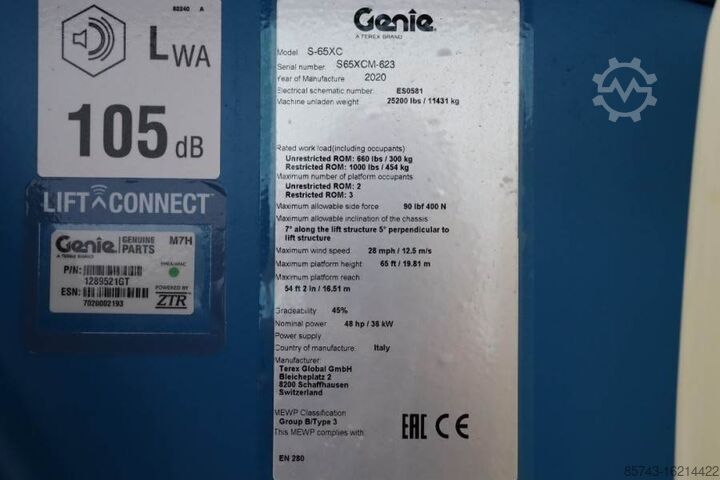 82240 A
LWA
105 dB
LIFT CONNECT™
Genie GENUINE PARTS M7H
A TEREX BRAND
P/N:
1289521GT
ESN:
7020002193
POWERED BY
ZTR
Genie
A TEREX BRAND
Model S-65XC
Serial number: S65XCM-623
Year of Manufacture 2020
Electrical schematic number: ES0581
Machine unladen weight 25200 lbs / 11431 kg
Rated work load(including occupants)
Unrestricted ROM: 660 lbs / 300 kg
Restricted ROM: 1000 lbs / 454 kg
Maximum number of platform occupants
Unrestricted ROM: 2
Restricted ROM: 3
Maximum allowable side force 90 lbf 400 N
Maximum allowable inclination of the chassis
7° along the lift structure 5° perpendicular to
lift structure
Maximum wind speed: 28 mph / 12.5 m/s
Maximum platform height: 65 ft / 19.81 m
Maximum platform reach:
54 ft 2 in / 16.51 m
Gradeability 45%
Nominal power 48 hp / 36 kW
Power supply
Country of manufacture: Italy
Manufacturer:
Terex Global GmbH
Bleicheplatz 2
8200 Schaffhausen
Switzerland
MEWP Classification
Group B/Type 3
This MEWP complies with:
EN 280
EAC CE
85743-16214422